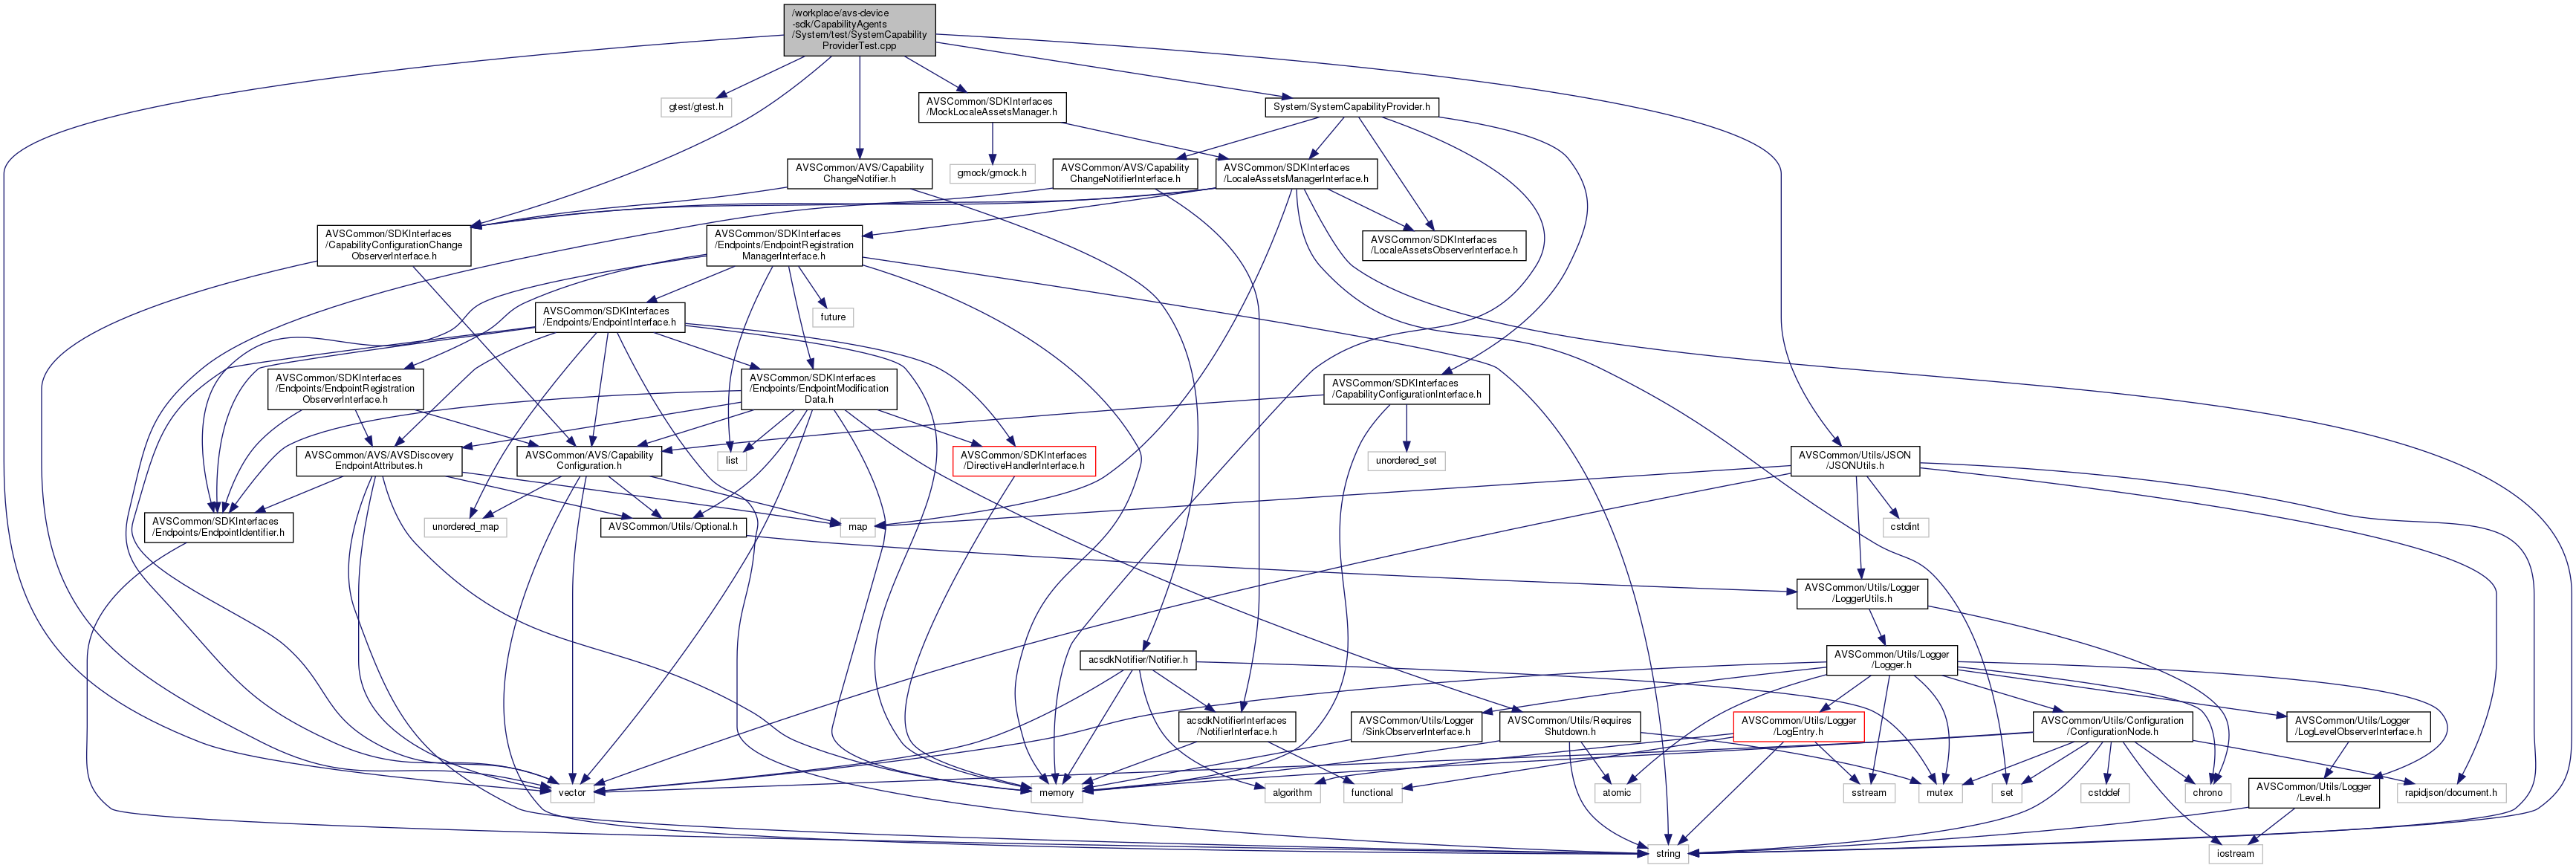 /workplace/avs-device
-sdk/CapabilityAgents
/System/test/SystemCapability
ProviderTest.cpp
gtest/gtest.h
AVSCommon/SDKInterfaces
/MockLocaleAssetsManager.h
System/SystemCapabilityProvider.h
AVSCommon/AVS/Capability
ChangeNotifier.h
gmock/gmock.h
AVSCommon/AVS/Capability
ChangeNotifierInterface.h
AVSCommon/SDKInterfaces
/LocaleAssetsManagerInterface.h
AVSCommon/SDKInterfaces
/CapabilityConfigurationChange
ObserverInterface.h
AVSCommon/SDKInterfaces
/Endpoints/EndpointRegistration
ManagerInterface.h
AVSCommon/SDKInterfaces
/LocaleAssetsObserverInterface.h
AVSCommon/SDKInterfaces
/Endpoints/EndpointInterface.h
future
AVSCommon/SDKInterfaces
/Endpoints/EndpointRegistration
ObserverInterface.h
AVSCommon/SDKInterfaces
/Endpoints/EndpointModification
Data.h
AVSCommon/SDKInterfaces
/CapabilityConfigurationInterface.h
AVSCommon/AVS/AVSDiscovery
EndpointAttributes.h
AVSCommon/AVS/Capability
Configuration.h
list
AVSCommon/SDKInterfaces
/DirectiveHandlerInterface.h
unordered_set
AVSCommon/Utils/JSON
/JSONUtils.h
AVSCommon/SDKInterfaces
/Endpoints/EndpointIdentifier.h
unordered_map
AVSCommon/Utils/Optional.h
map
cstdint
AVSCommon/Utils/Logger
/LoggerUtils.h
acsdkNotifier/Notifier.h
AVSCommon/Utils/Logger
/Logger.h
acsdkNotifierInterfaces
/NotifierInterface.h
AVSCommon/Utils/Logger
/SinkObserverInterface.h
AVSCommon/Utils/Requires
Shutdown.h
AVSCommon/Utils/Logger
/LogEntry.h
AVSCommon/Utils/Configuration
/ConfigurationNode.h
AVSCommon/Utils/Logger
/LogLevelObserverInterface.h
vector
memory
algorithm
functional
atomic
sstream
mutex
set
cstddef
chrono
AVSCommon/Utils/Logger
/Level.h
rapidjson/document.h
string
iostream